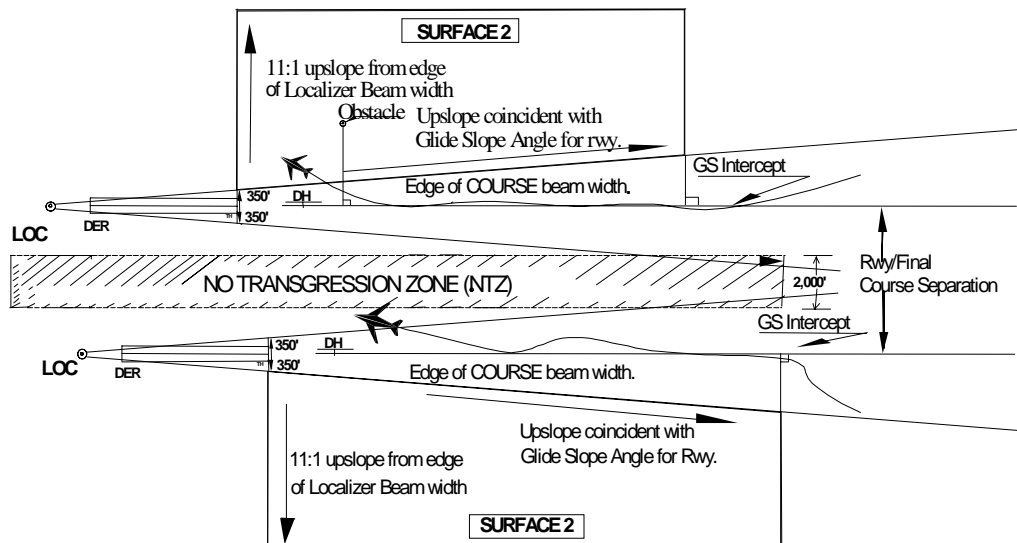 SURFACE 2
11:1 upslope from edge
of Localizer Beam width
Obstacle
Upslope coincident with
Glide Slope Angle for rwy.
GS Intercept
Edge of COURSE beam width.
350'
DH
TH
350'
LOC
DER
Rwy/Final
Course Separation
NO TRANSGRESSION ZONE (.NTZ)
2,000'
GS Intercept
350'
DH
LOC
DER
TH
350'
Edge of COURSE beam width.
Upslope coincident with
Glide Slope Angle for Rwy.
11:1 upslope from edge
of Localizer Beam width
SURFACE 2